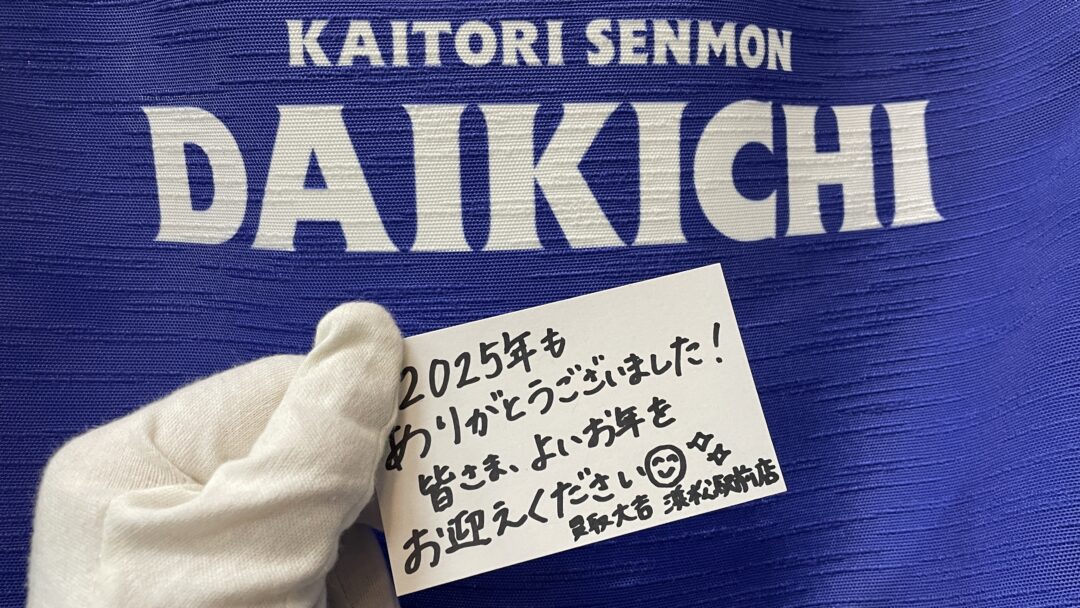 KAITORI SENMON
DAIKICHI
2025年も
ありがとうございました!
皆さま、よいお年を
お迎えください
買取大吉 浜松駅前店